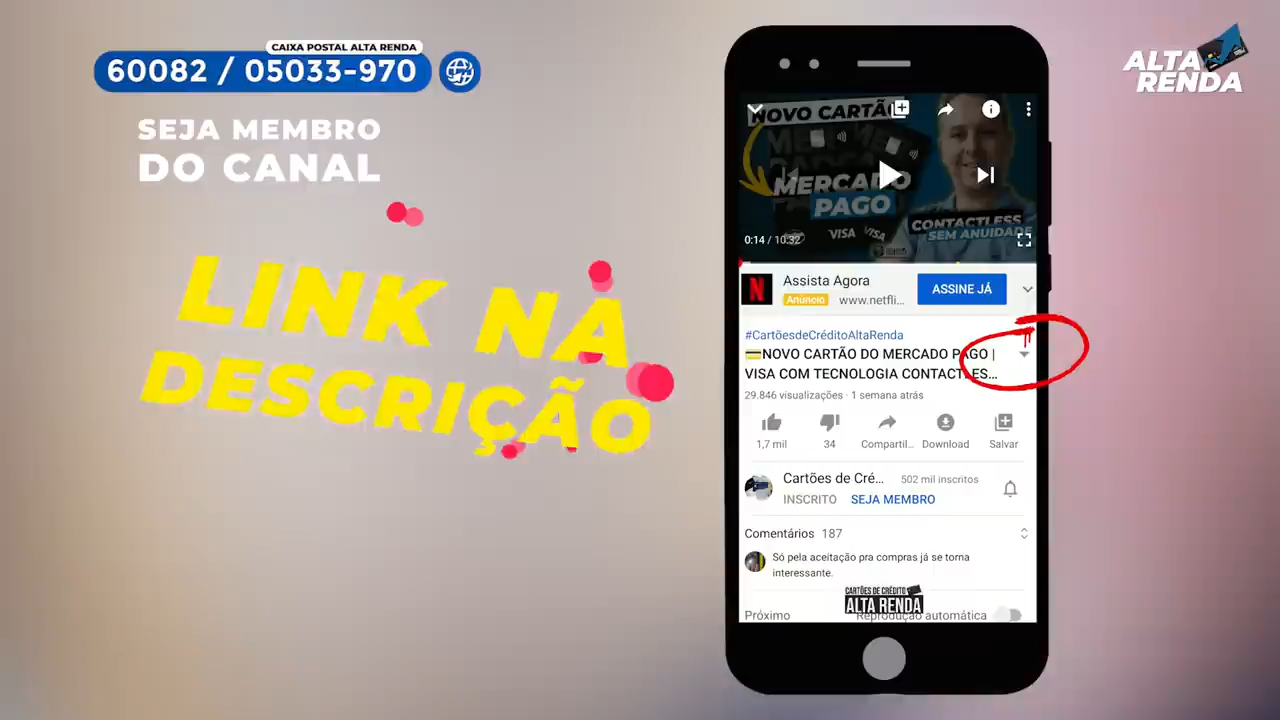 CAIXA POSTAL ALTA RENDA
60082 / 05033-970
SEJA MEMBRO
DO CANAL
LINK NA
DESCRIÇÃO
ALTA
RENDA
NOVO CARTÃO
MERCADO
PAGO
CONTACTLESS
SEM ANUIDADE
VISA VISA
0:14 / 10:32
Assista Agora
Anúncio www.netfli...
ASSINE JÁ
#CartõesdeCréditoAltaRenda
💳NOVO CARTÃO DO MERCADO PAGO |
VISA COM TECNOLOGIA CONTACTLES...
29.846 visualizações · 1 semana atrás
1,7 mil 34 Compartil... Download Salvar
Cartões de Cré... 502 mil inscritos
INSCRITO SEJA MEMBRO
Comentários 187
Só pela aceitação pra compras já se torna
interessante.
CARTÕES DE CRÉDITO
ALTA RENDA
Próximo Reprodução automática